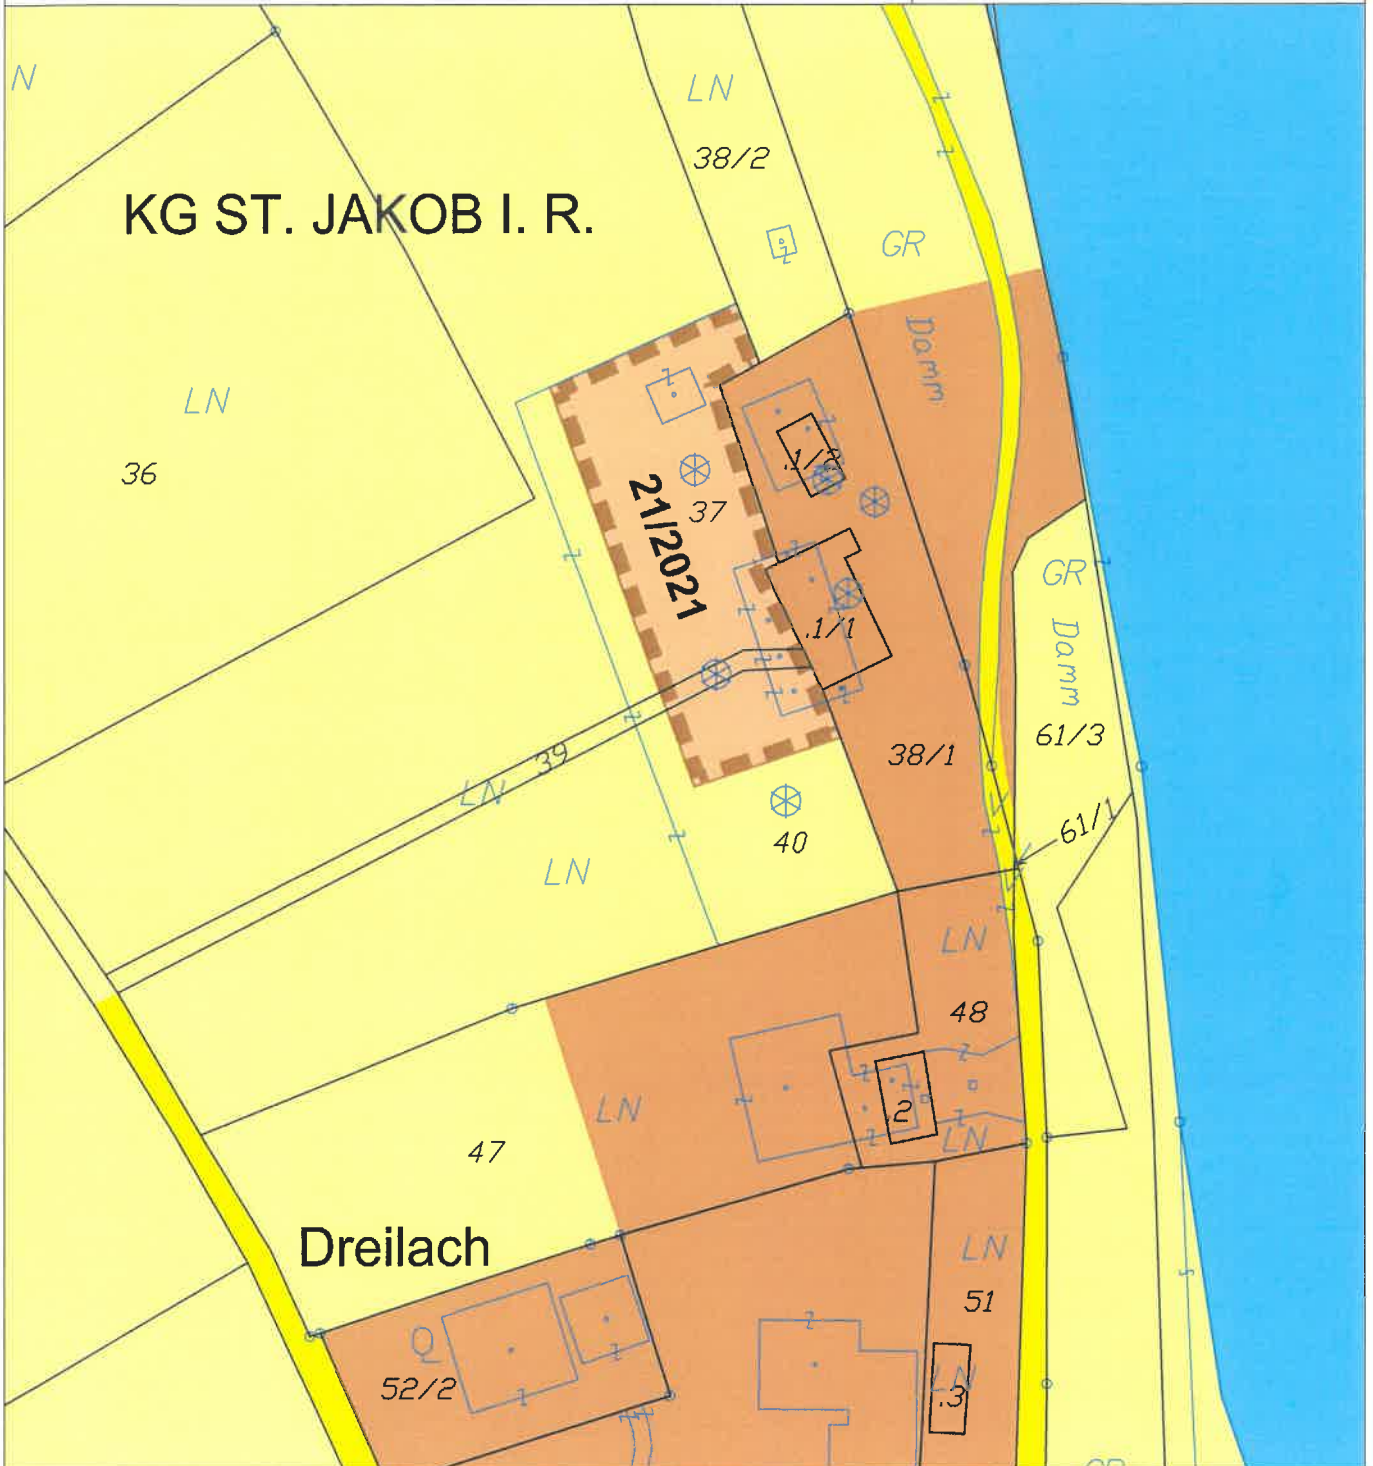 N
LN
38/2
KG ST. JAKOB I. R.
GR
Damm
LN
36
21/2021
37
.1/2
GR
Damm
.1/1
61/3
38/1
39
LN
61/1
40
LN
LN
48
LN
2
LN
47
Dreilach
LN
51
Q
52/2
LN
.3
GR